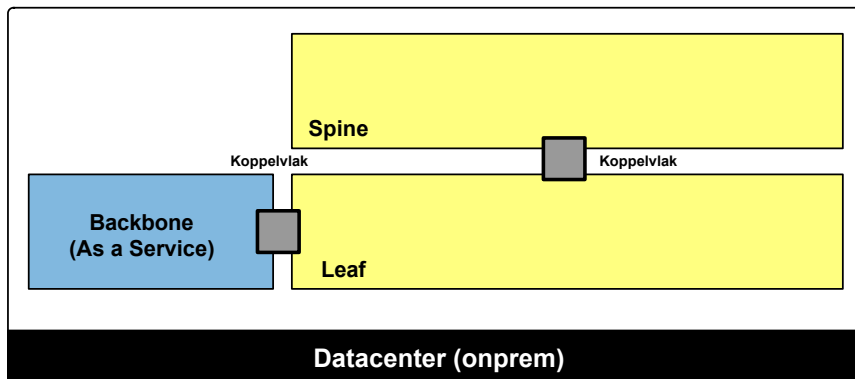 Spine
Koppelvlak
Koppelvlak
Backbone
(As a Service)
Leaf
Datacenter (onprem)